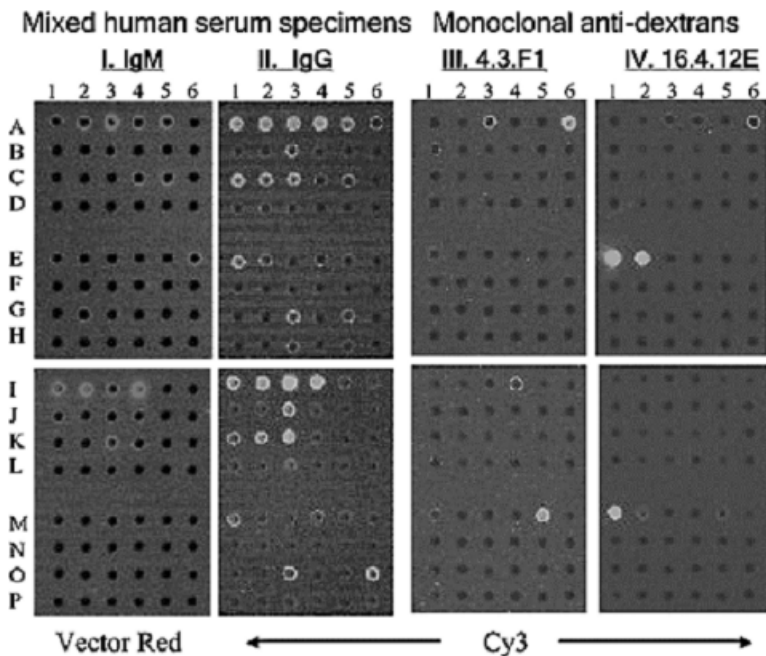 Mixed human serum specimens Monoclonal anti-dextrans
I. IgM II. IgG III. 4.3.F1 IV. 16.4.12E
1 2 3 4 5 6 1 2 3 4 5 6 1 2 3 4 5 6 1 2 3 4 5 6
A
B
C
D
E
F
G
H
I
J
K
L
M
N
O
P
Vector Red Cy3